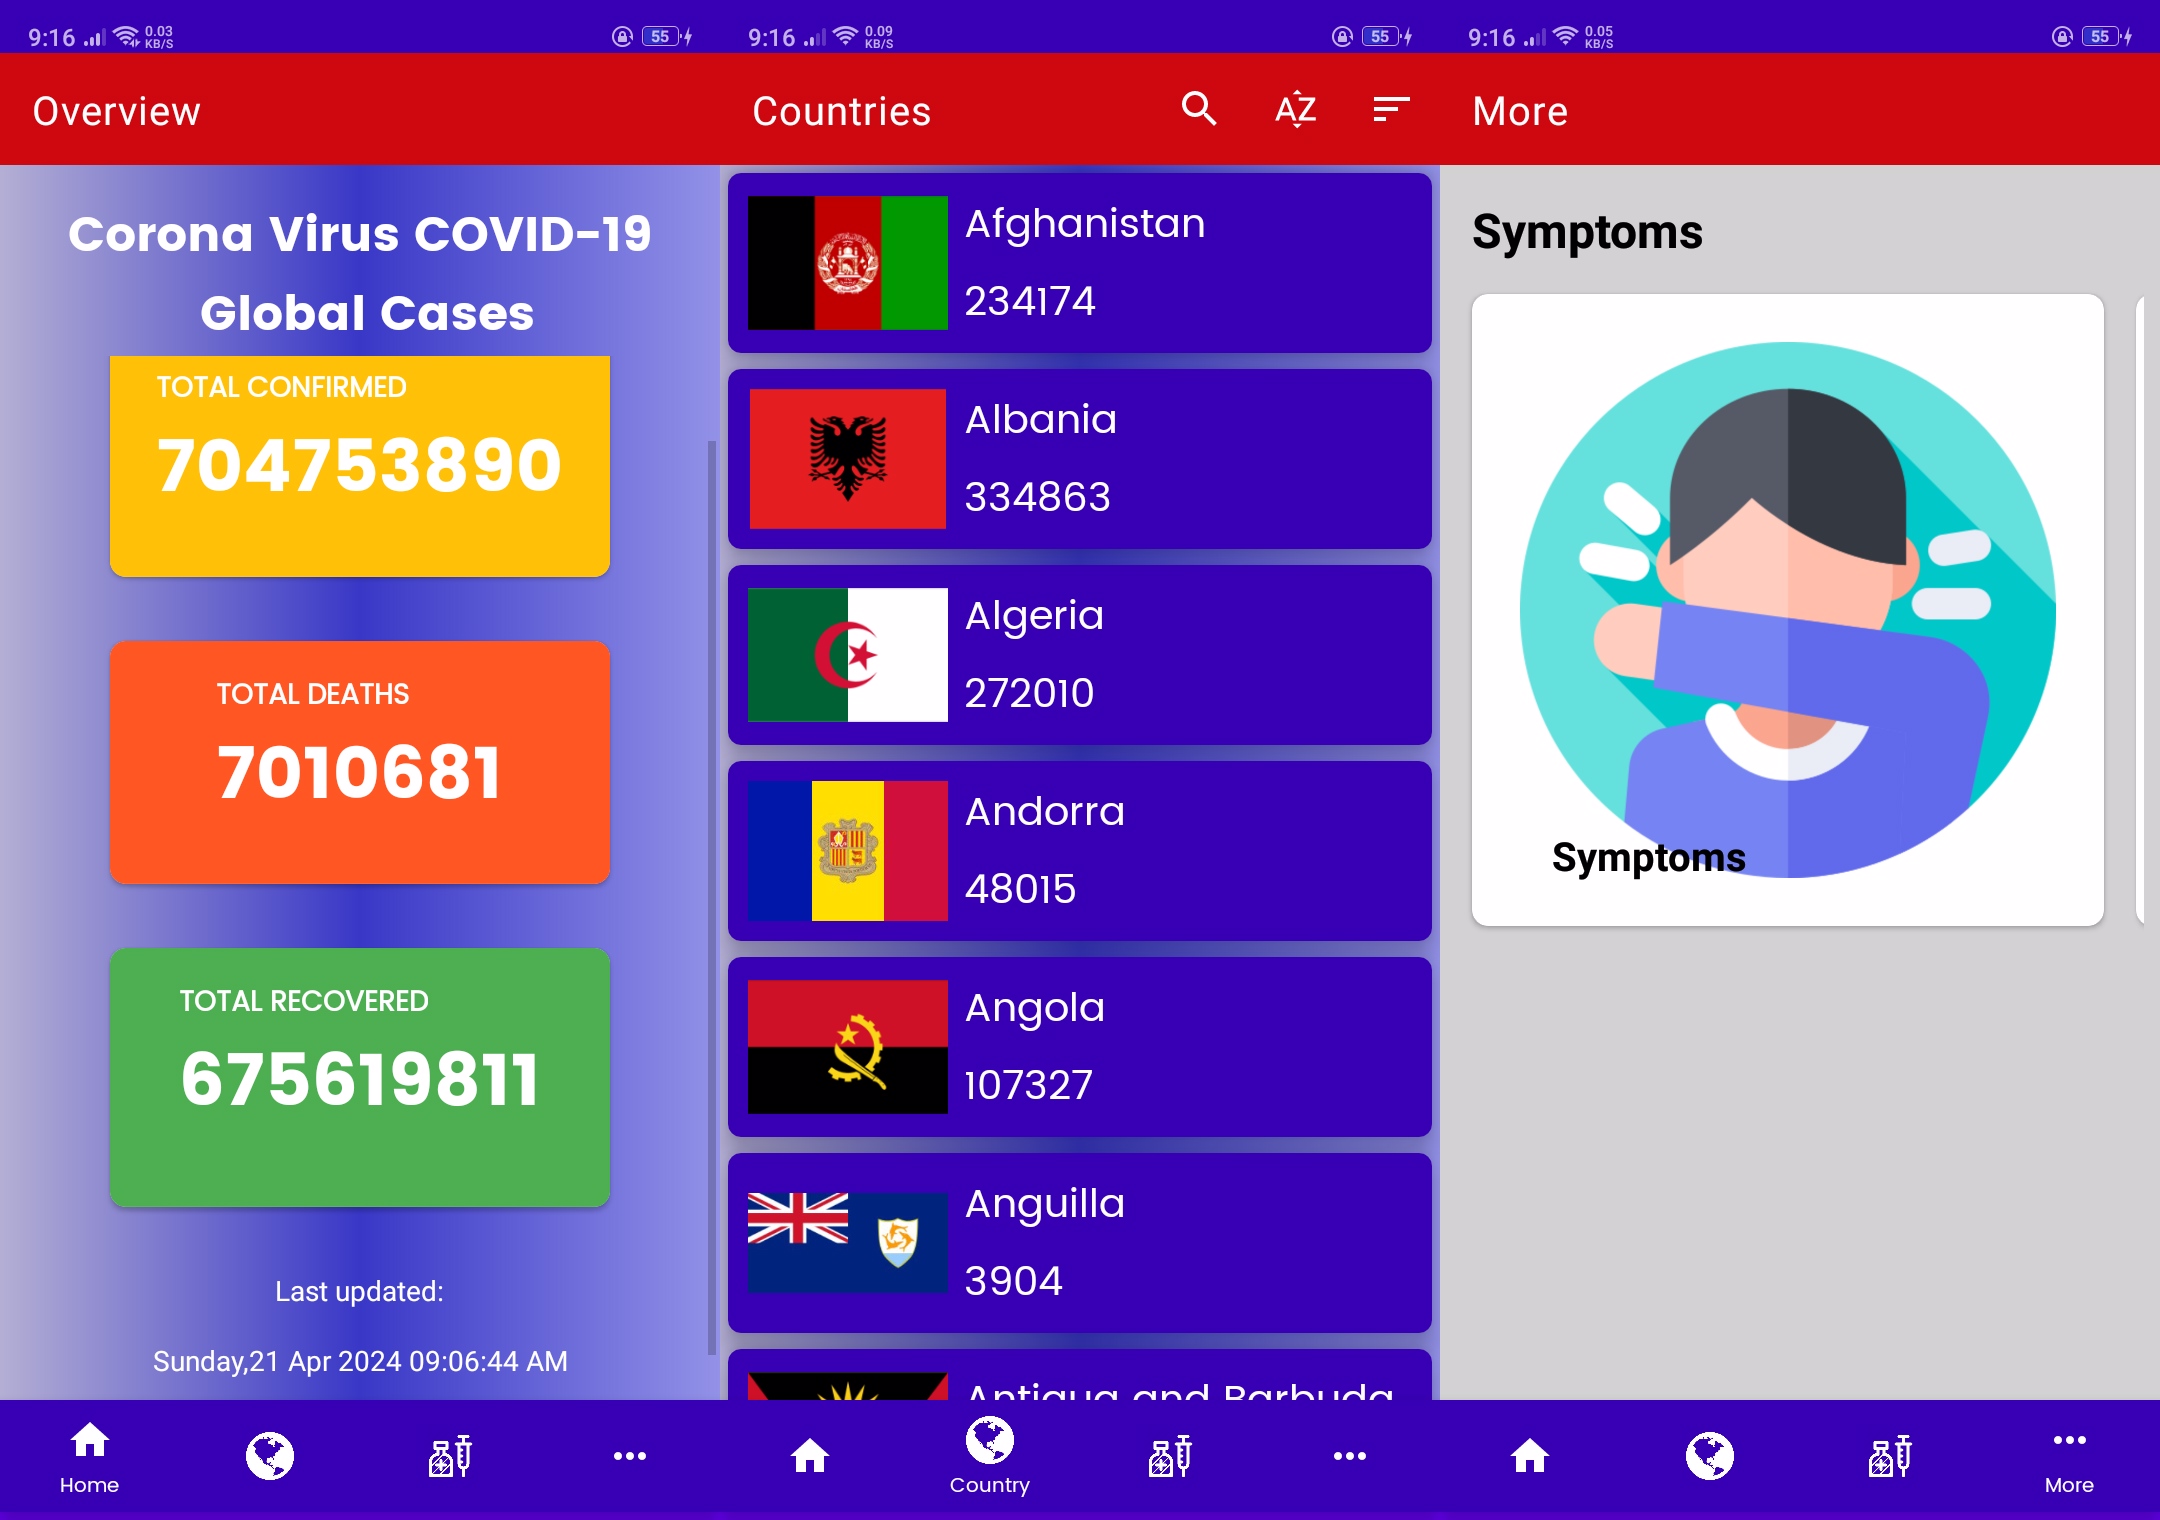 9:16 0.03 KB/S 55
Overview
Corona Virus COVID-19
Global Cases
TOTAL CONFIRMED
704753890
TOTAL DEATHS
7010681
TOTAL RECOVERED
675619811
Last updated:
Sunday,21 Apr 2024 09:06:44 AM
Home
9:16 0.09 KB/S 55
Countries AZ
Afghanistan
234174
Albania
334863
Algeria
272010
Andorra
48015
Angola
107327
Anguilla
3904
Antigua and Barbuda
Country
9:16 0.05 KB/S 55
More
Symptoms
Symptoms
More